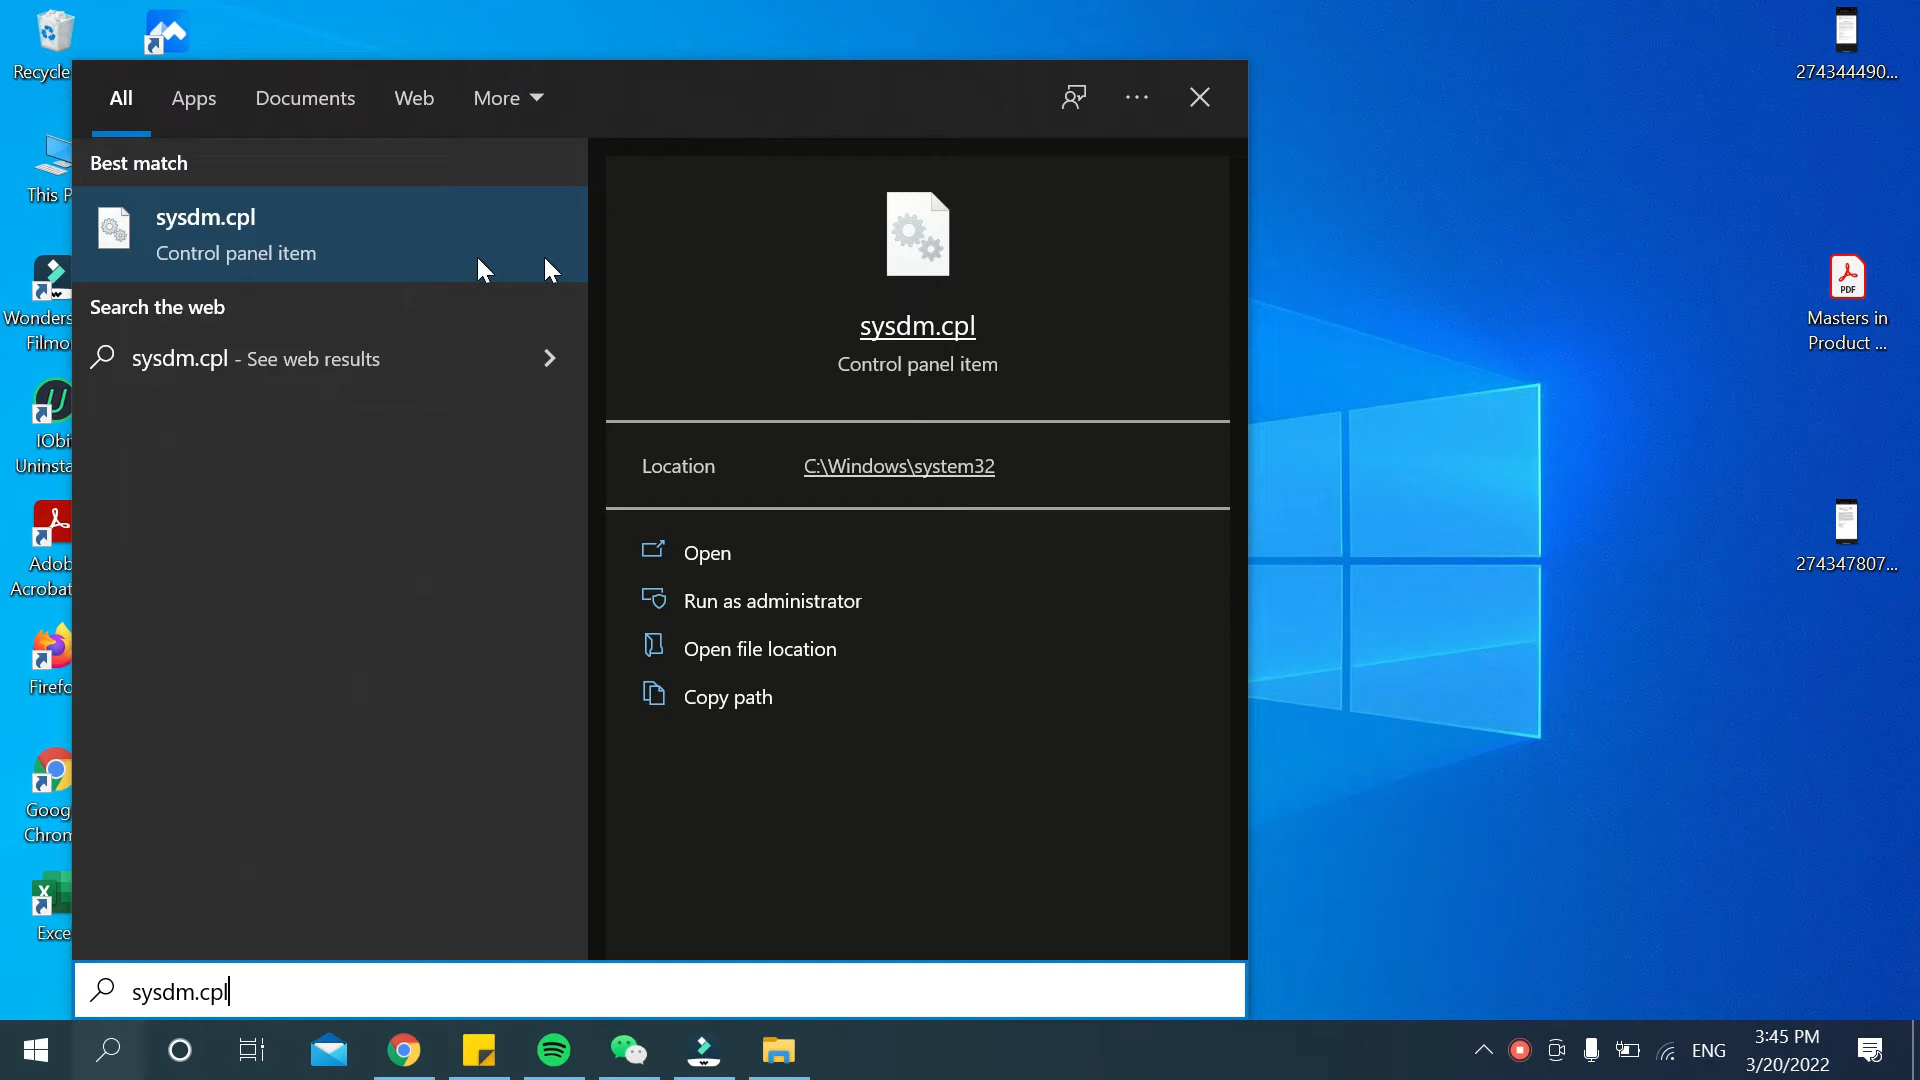 Recycle
This P
Wonders
Filmo
IObi
Uninsta
Adob
Acrobat
Firefo
Goog
Chrom
Exce
All
Apps
Documents
Web
More
Best match
sysdm.cpl
Control panel item
Search the web
sysdm.cpl - See web results
sysdm.cpl
Control panel item
Location
C:\Windows\system32
Open
Run as administrator
Open file location
Copy path
274344490...
PDF
Masters in
Product ...
274347807...
sysdm.cpl
ENG
3:45 PM
3/20/2022